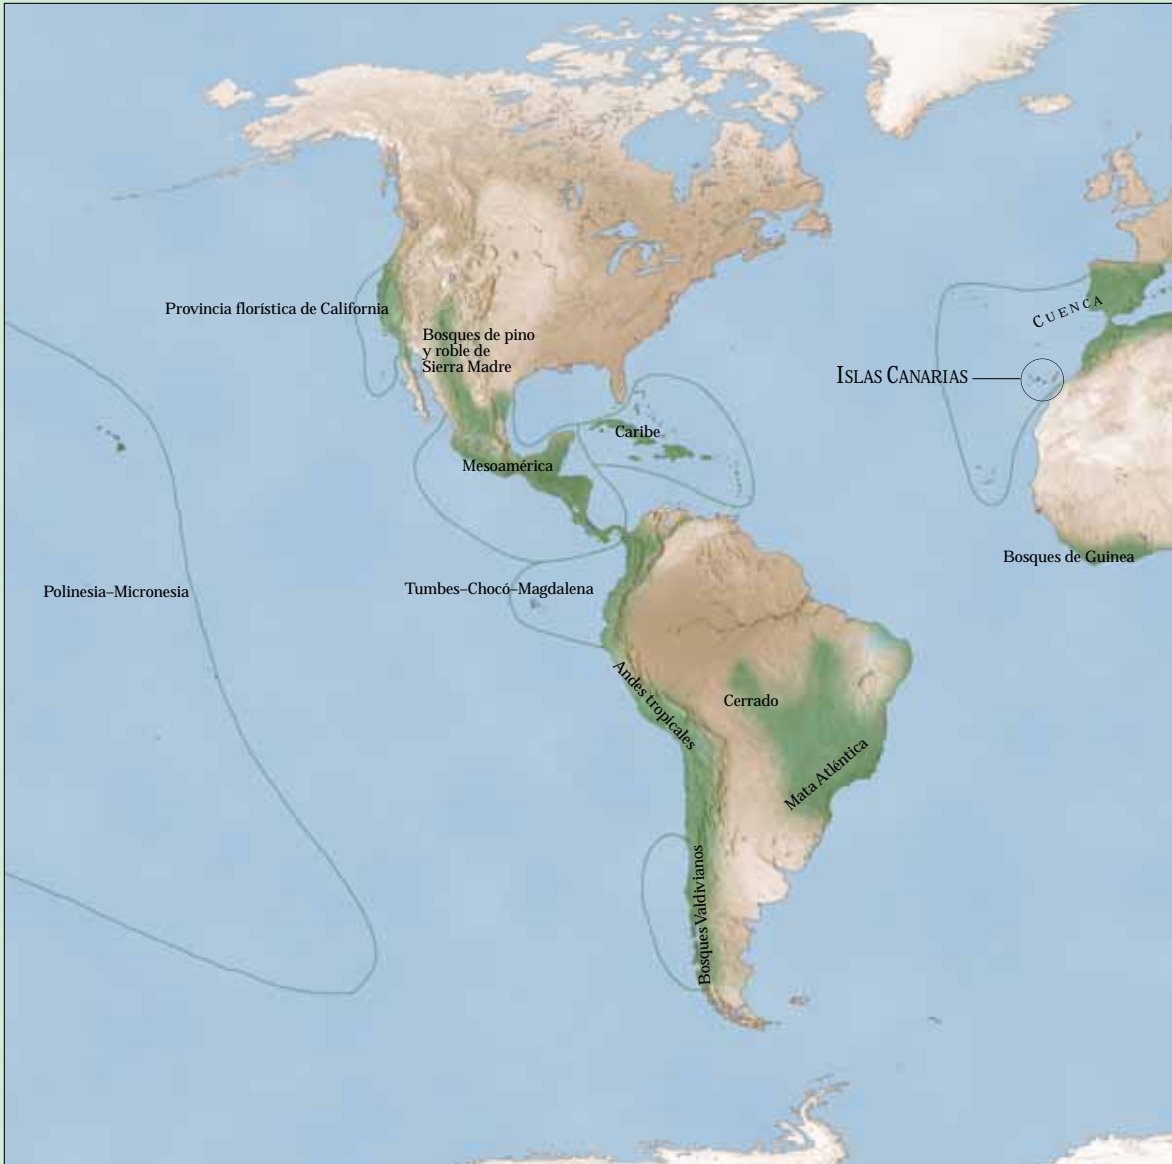 CUENCA
Provincia florística de California
Bosques de pino
y roble de
Sierra Madre
ISLAS CANARIAS
Caribe
Mesoamérica
Bosques de Guinea
Polinesia–Micronesia
Tumbes–Chocó–Magdalena
Andes tropicales
Cerrado
Mata Atléntica
Bosques Valdivianos